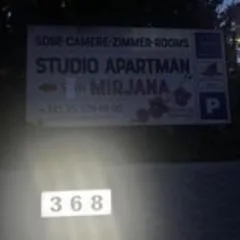 SOBE-CAMERE-ZIMMER-ROOMS
STUDIO APARTMAN
MIRJANA
P
368